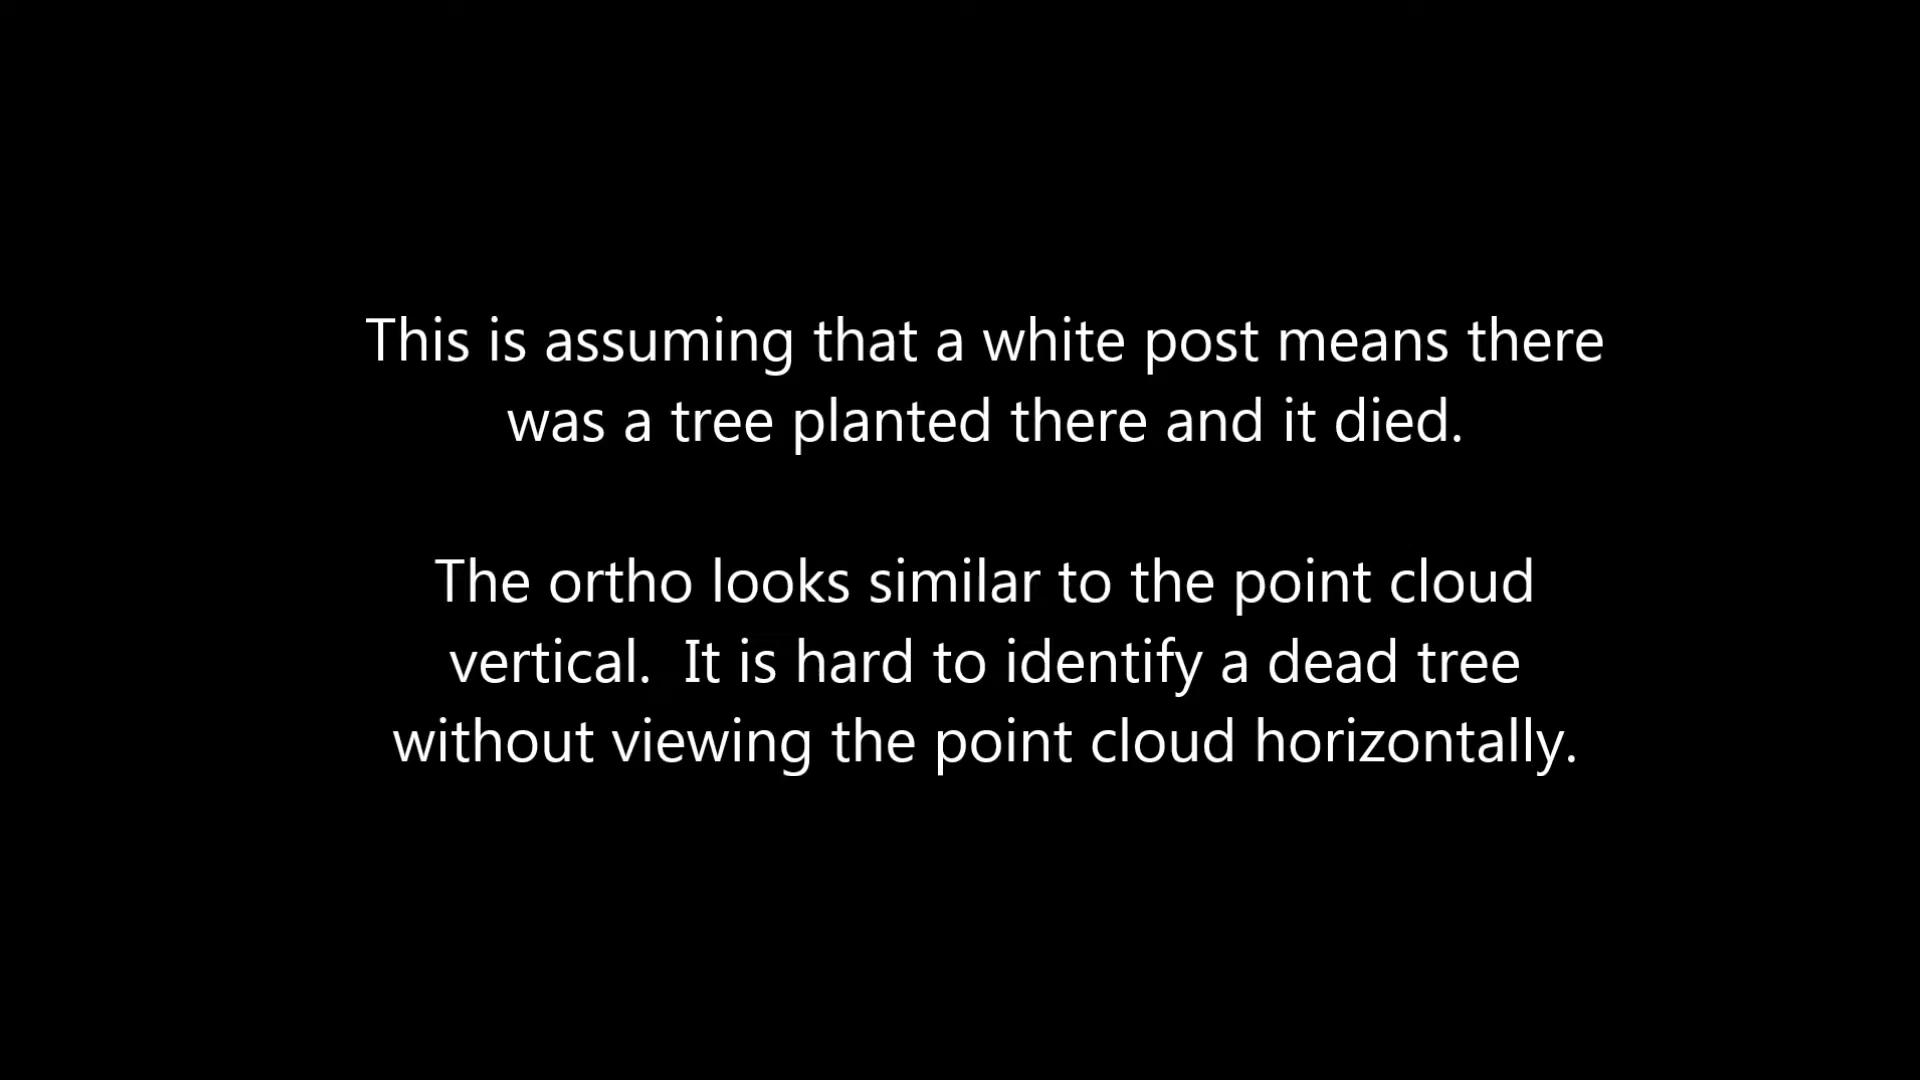 This is assuming that a white post means there
was a tree planted there and it died.
The ortho looks similar to the point cloud
vertical.  It is hard to identify a dead tree
without viewing the point cloud horizontally.